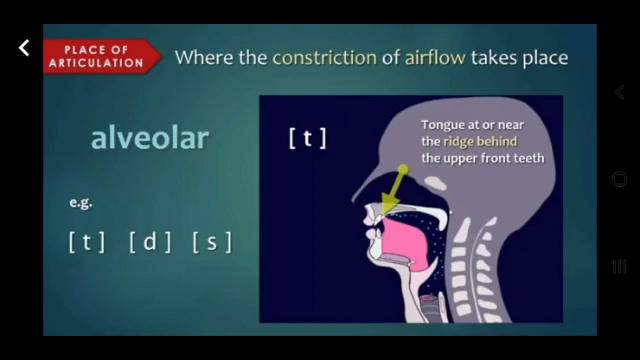 PLACE OF
ARTICULATION
Where the constriction of airflow takes place
alveolar
[ t ]
Tongue at or near
the ridge behind
the upper front teeth
e.g.
[ t ] [ d ] [ s ]